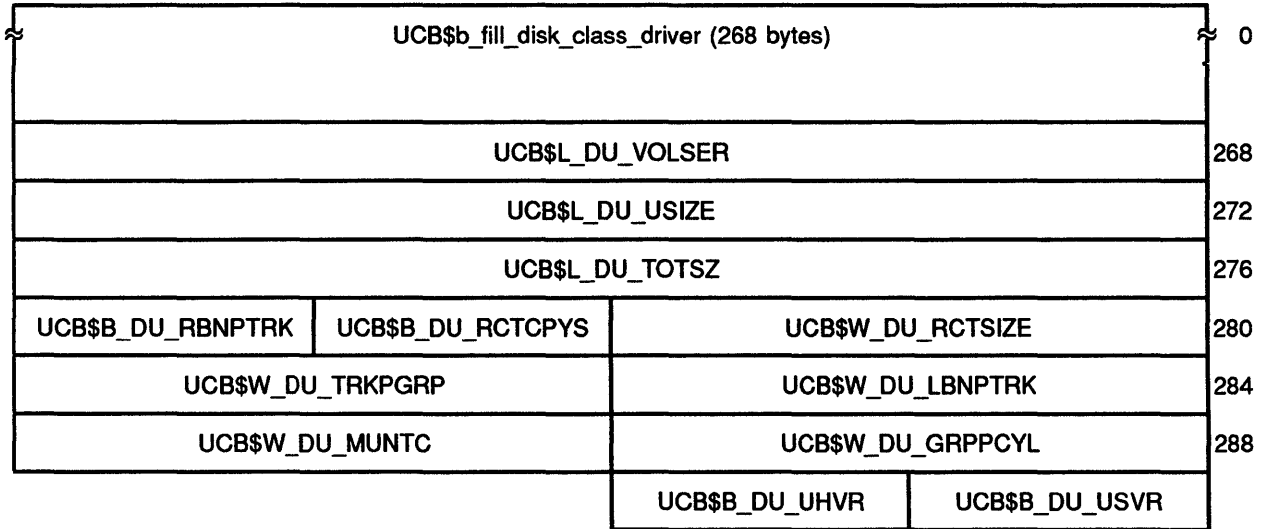 UCB$b_fill_disk_class_driver (268 bytes) 0
UCB$L_DU_VOLSER 268
UCB$L_DU_USIZE 272
UCB$L_DU_TOTSZ 276
UCB$B_DU_RBNPTRK UCB$B_DU_RCTCPYS UCB$W_DU_RCTSIZE 280
UCB$W_DU_TRKPGRP UCB$W_DU_LBNPTRK 284
UCB$W_DU_MUNTC UCB$W_DU_GRPPCYL 288
UCB$B_DU_UHVR UCB$B_DU_USVR